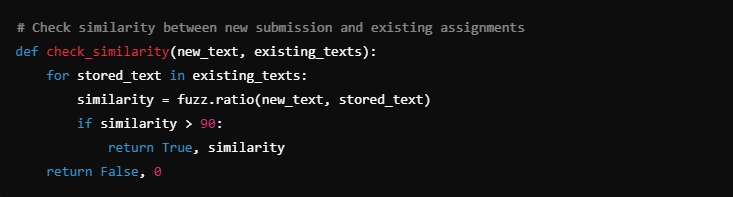 # Check similarity between new submission and existing assignments
def check_similarity(new_text, existing_texts):
    for stored_text in existing_texts:
        similarity = fuzz.ratio(new_text, stored_text)
        if similarity > 90:
            return True, similarity
    return False, 0